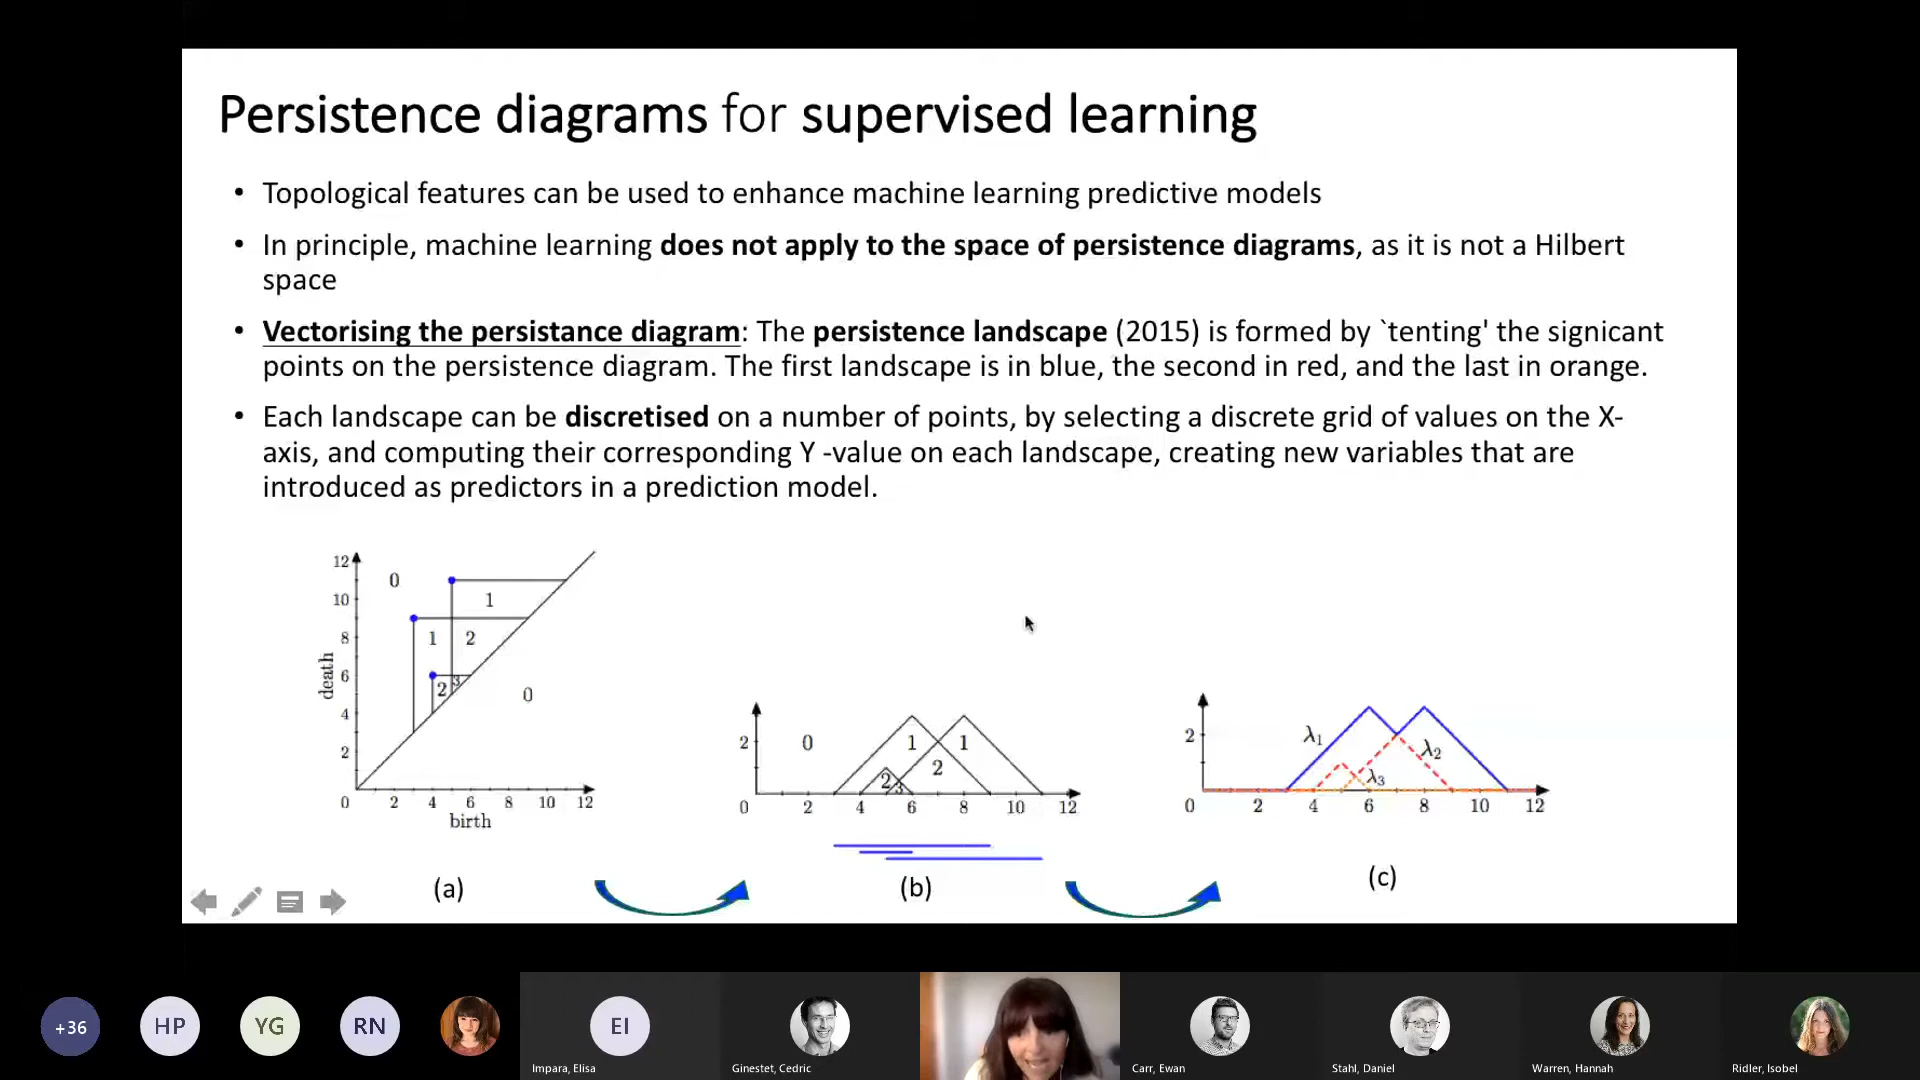 Persistence diagrams for supervised learning
• Topological features can be used to enhance machine learning predictive models
• In principle, machine learning does not apply to the space of persistence diagrams, as it is not a Hilbert
space
• Vectorising the persistance diagram: The persistence landscape (2015) is formed by `tenting' the signicant
points on the persistence diagram. The first landscape is in blue, the second in red, and the last in orange.
• Each landscape can be discretised on a number of points, by selecting a discrete grid of values on the X-
axis, and computing their corresponding Y -value on each landscape, creating new variables that are
introduced as predictors in a prediction model.
12
0
10
1
8
1 2
death
6
2 3
0
4
2
0 2 4 6 8 10 12
birth
(a)
2
0
1 1
2
2 3
0 2 4 6 8 10 12
(b)
2
λ1
λ2
λ3
0 2 4 6 8 10 12
(c)
+36
HP
YG
RN
EI
Impara, Elisa
Ginestet, Cedric
Carr, Ewan
Stahl, Daniel
Warren, Hannah
Ridler, Isobel